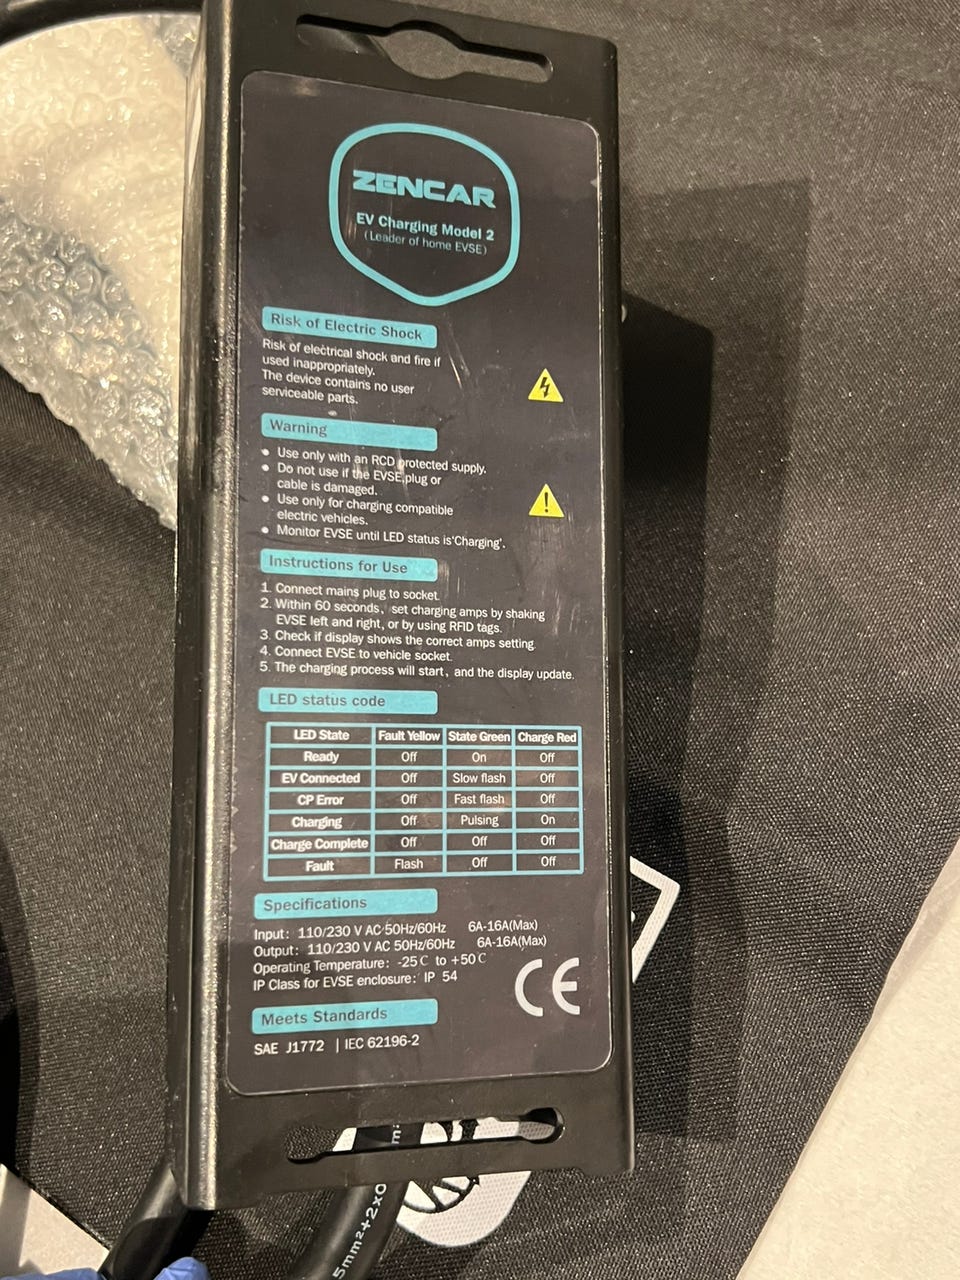 ZENCAR
EV Charging Model 2
(Leader of home EVSE)
Risk of Electric Shock
Risk of electrical shock and fire if
used inappropriately.
The device contains no user
serviceable parts.
Warning
● Use only with an RCD protected supply.
● Do not use if the EVSE,plug or
cable is damaged.
● Use only for charging compatible
electric vehicles.
● Monitor EVSE until LED status is'Charging'.
Instructions for Use
1. Connect mains plug to socket.
2. Within 60 seconds, set charging amps by shaking
EVSE left and right, or by using RFID tags.
3. Check if display shows the correct amps setting.
4. Connect EVSE to vehicle socket.
5. The charging process will start, and the display update.
LED status code
LED State Fault Yellow State Green Charge Red
Ready Off On Off
EV Connected Off Slow flash Off
CP Error Off Fast flash Off
Charging Off Pulsing On
Charge Complete Off Off Off
Fault Flash Off Off
Specifications
Input: 110/230 V AC 50Hz/60Hz 6A-16A(Max)
Output: 110/230 V AC 50Hz/60Hz 6A-16A(Max)
Operating Temperature: -25℃ to +50℃
IP Class for EVSE enclosure: IP 54
CE
Meets Standards
SAE J1772 | IEC 62196-2
5mm²+2x0